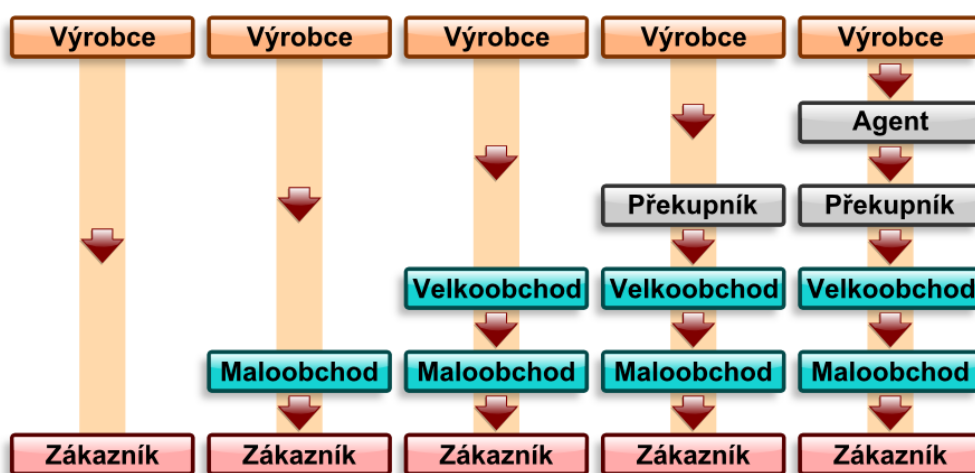 Výrobce Výrobce Výrobce Výrobce Výrobce
Agent
Překupník Překupník
Velkoobchod Velkoobchod Velkoobchod
Maloobchod Maloobchod Maloobchod Maloobchod
Zákazník Zákazník Zákazník Zákazník Zákazník